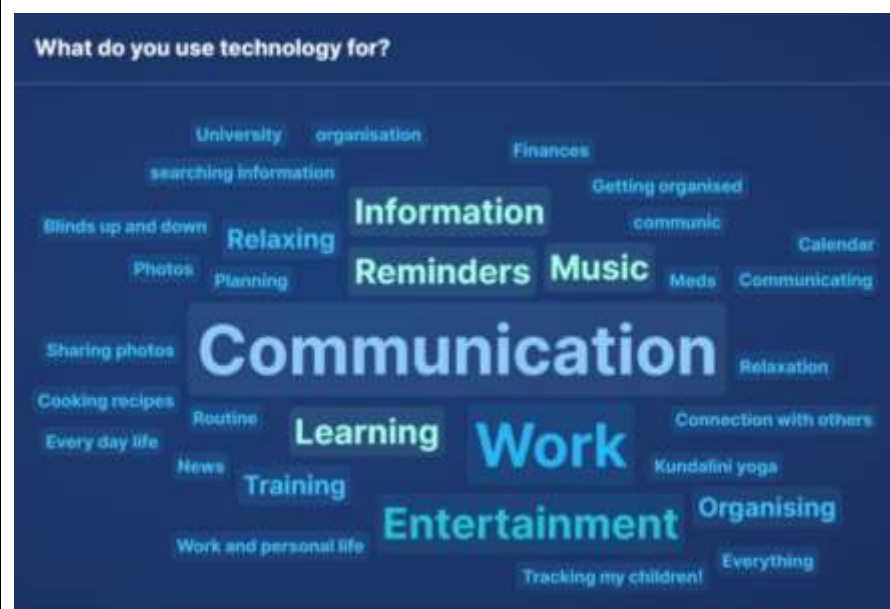 What do you use technology for?
University organisation
Finances
searching information
Getting organised
Information
communic
Blinds up and down
Relaxing
Calendar
Photos
Planning
Reminders
Music
Meds
Communicating
Communication
Sharing photos
Relaxation
Cooking recipes
Routine
Learning
Work
Connection with others
Every day life
News
Kundalini yoga
Training
Entertainment
Organising
Work and personal life
Everything
Tracking my children!